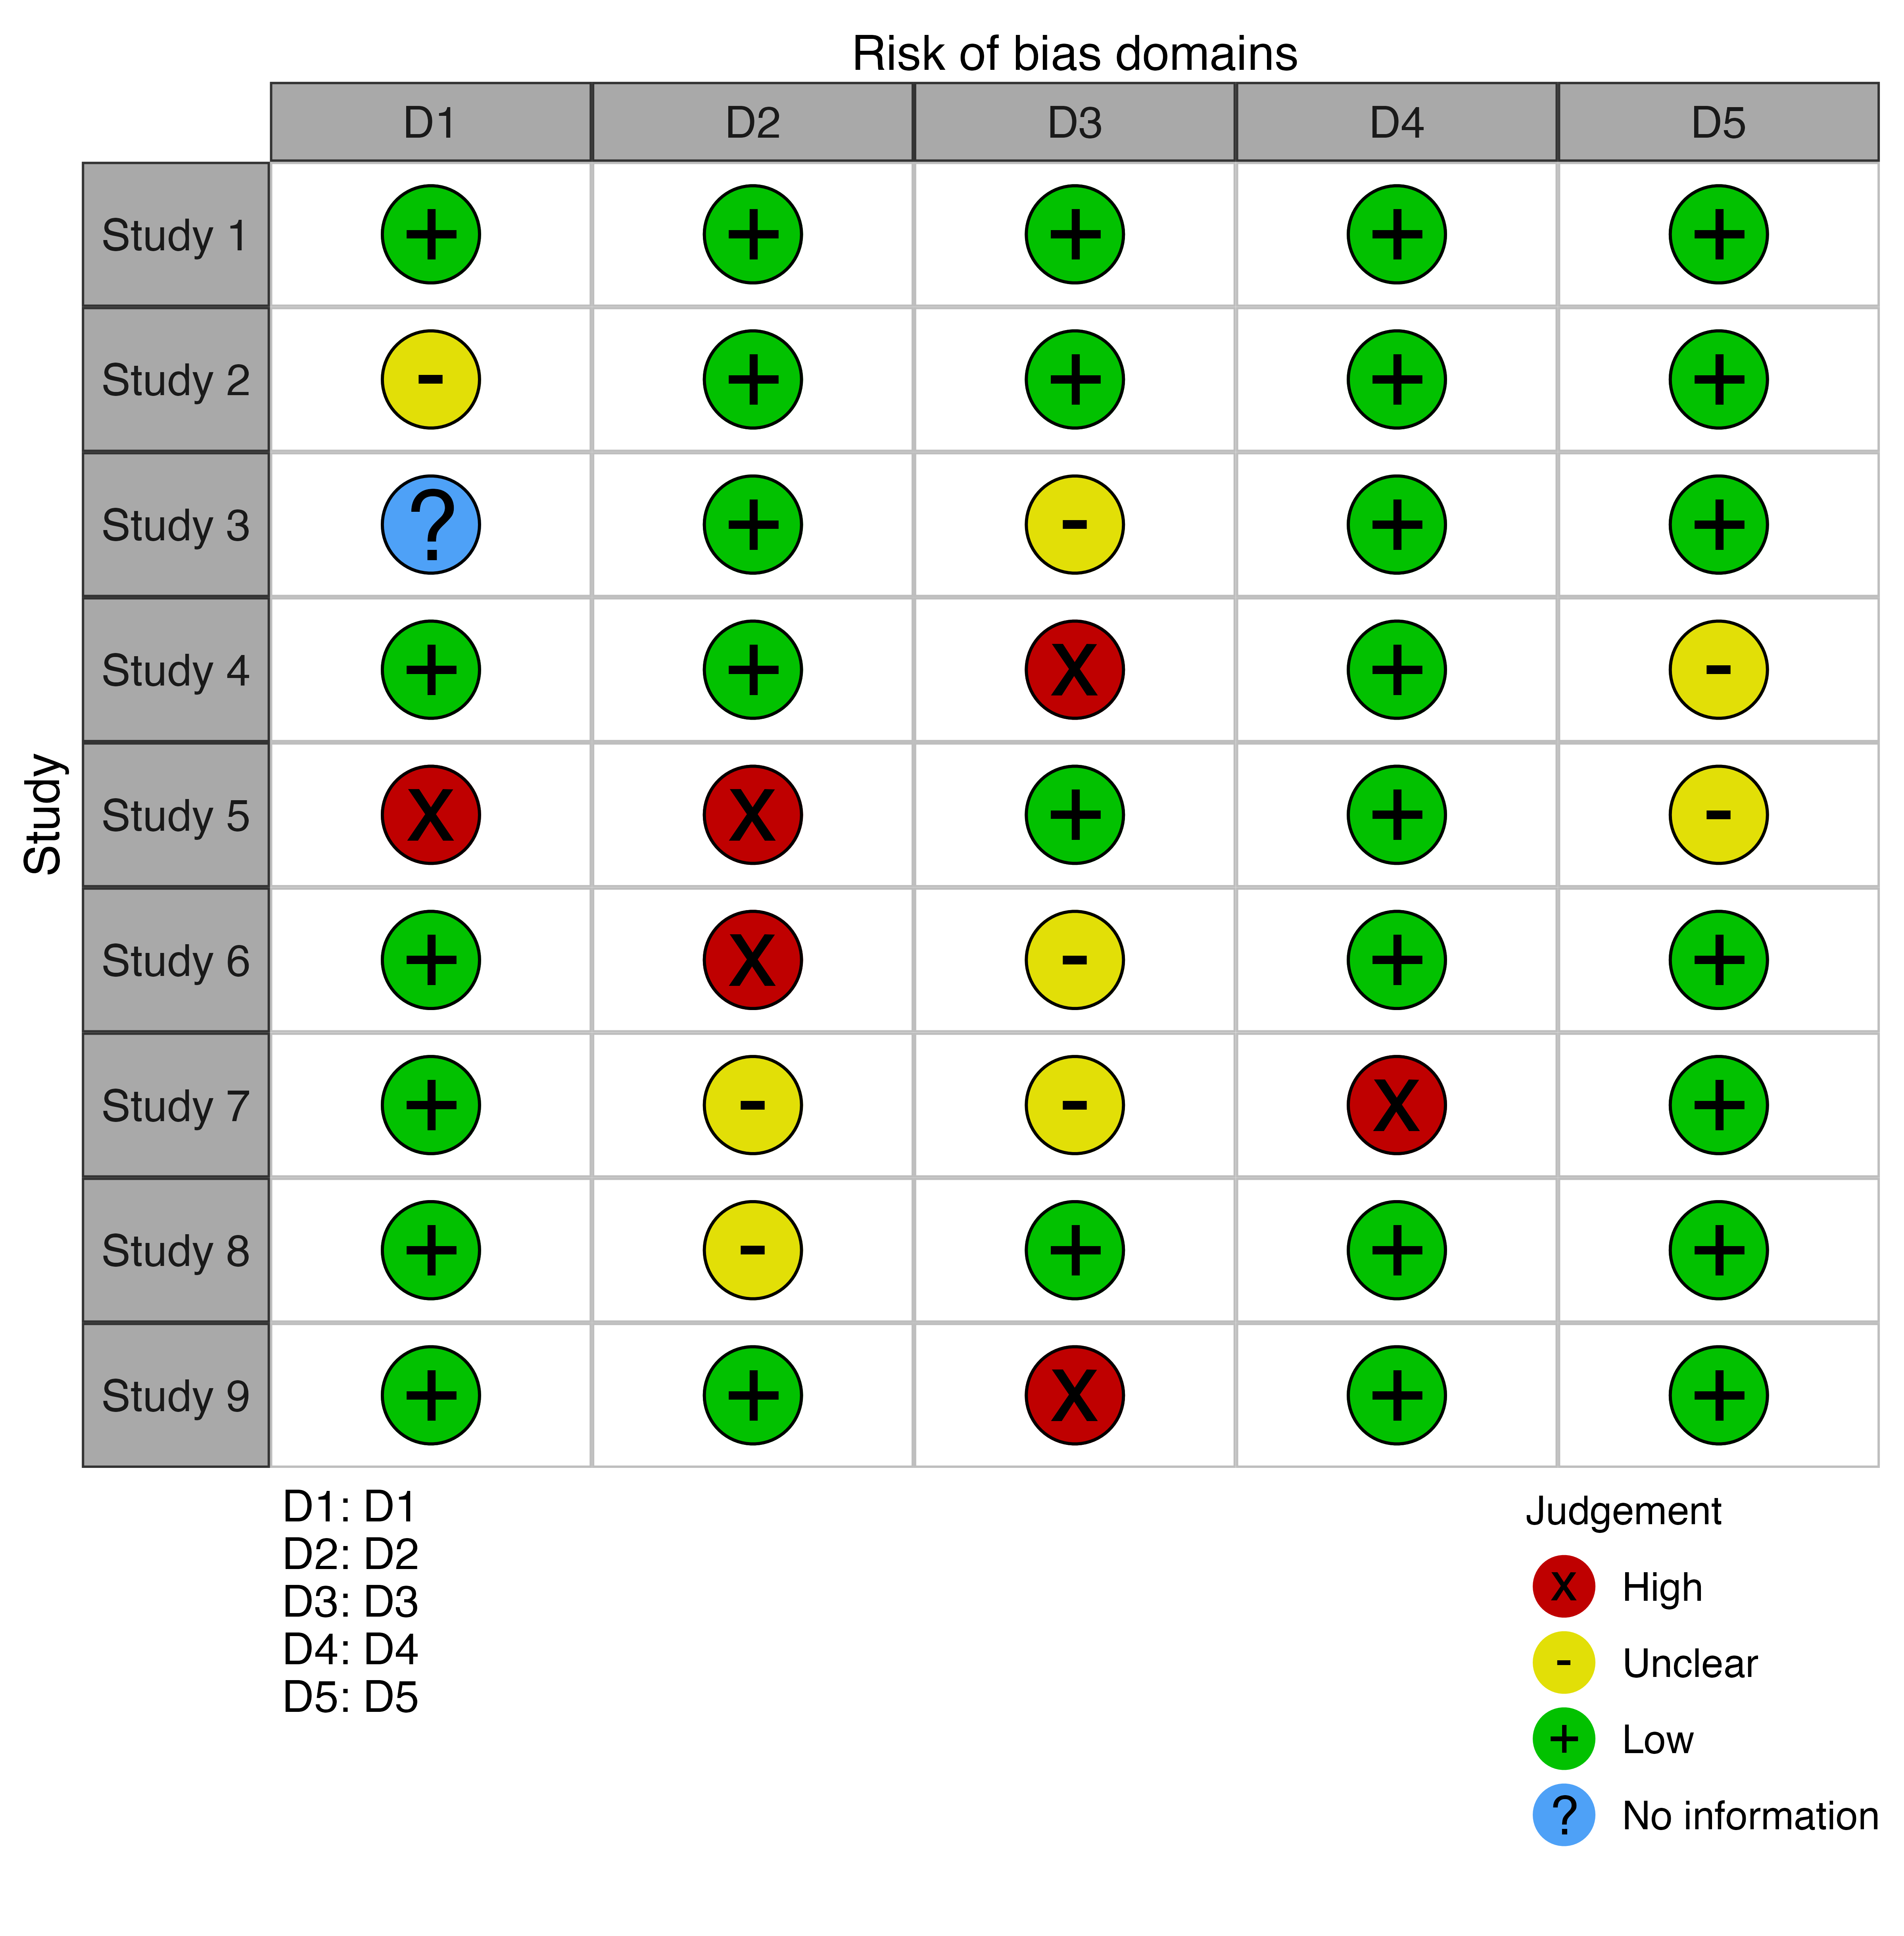 Risk of bias domains
D1 D2 D3 D4 D5
Study
Study 1 + + + + +
Study 2 - + + + +
Study 3 ? + - + +
Study 4 + + X + -
Study 5 X X + + -
Study 6 + X - + +
Study 7 + - - X +
Study 8 + - + + +
Study 9 + + X + +
D1: D1
D2: D2
D3: D3
D4: D4
D5: D5
Judgement
X High
- Unclear
+ Low
? No information